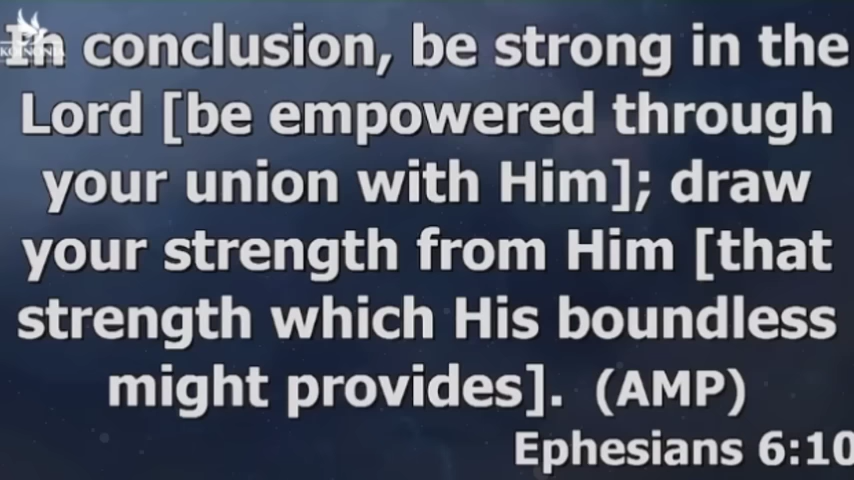 In conclusion, be strong in the
Lord [be empowered through
your union with Him]; draw
your strength from Him [that
strength which His boundless
might provides]. (AMP)
Ephesians 6:10
KOINONIA